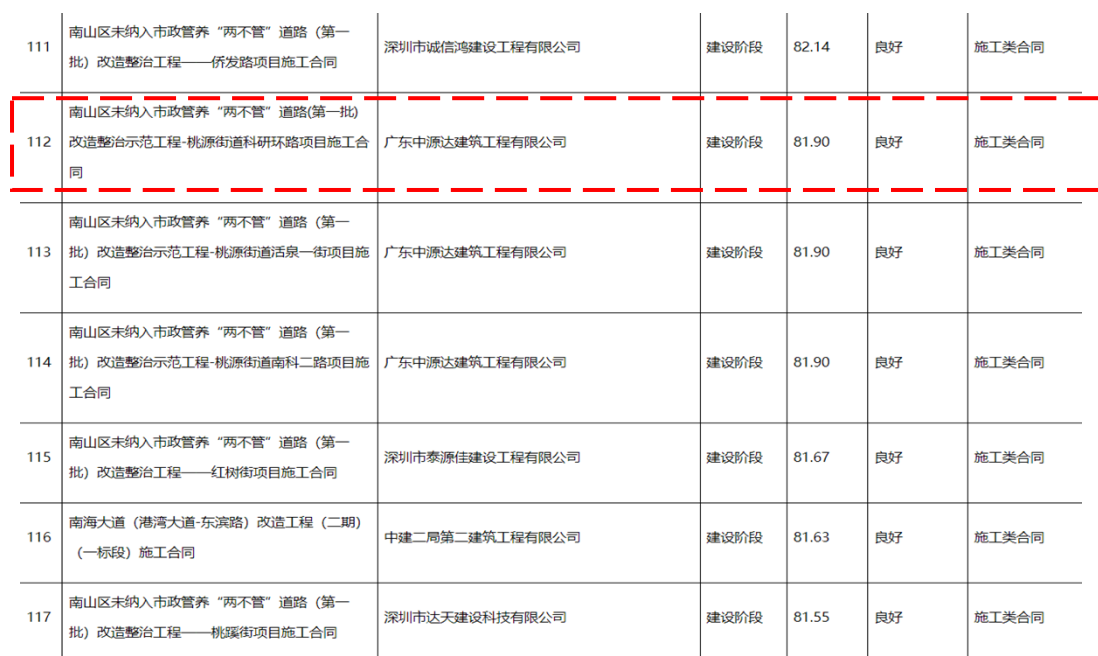 南山区未纳入市政管养“两不管”道路（第一
111 批）改造整治工程——侨发路项目施工合同 深圳市诚信鸿建设工程有限公司 建设阶段 82.14 良好 施工类合同
南山区未纳入市政管养“两不管”道路(第一批)
112 改造整治示范工程-桃源街道科研环路项目施工合 广东中源达建筑工程有限公司 建设阶段 81.90 良好 施工类合同
同
南山区未纳入市政管养“两不管”道路（第一
113 批）改造整治示范工程-桃源街道活泉一街项目施 广东中源达建筑工程有限公司 建设阶段 81.90 良好 施工类合同
工合同
南山区未纳入市政管养“两不管”道路（第一
114 批）改造整治示范工程-桃源街道南科二路项目施 广东中源达建筑工程有限公司 建设阶段 81.90 良好 施工类合同
工合同
南山区未纳入市政管养“两不管”道路（第一
115 批）改造整治工程——红树街项目施工合同 深圳市泰源佳建设工程有限公司 建设阶段 81.67 良好 施工类合同
南海大道（港湾大道-东滨路）改造工程（二期）
116 （一标段）施工合同 中建二局第二建筑工程有限公司 建设阶段 81.63 良好 施工类合同
南山区未纳入市政管养“两不管”道路（第一
117 批）改造整治工程——桃蹊街项目施工合同 深圳市达天建设科技有限公司 建设阶段 81.55 良好 施工类合同